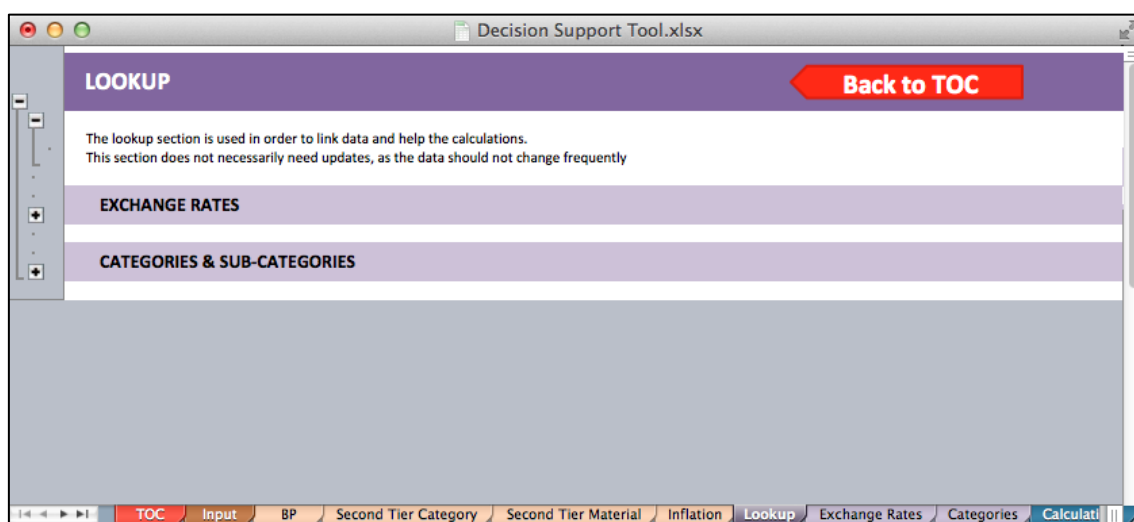 Decision Support Tool.xlsx
LOOKUP
Back to TOC
The lookup section is used in order to link data and help the calculations.
This section does not necessarily need updates, as the data should not change frequently
EXCHANGE RATES
CATEGORIES & SUB-CATEGORIES
TOC Input BP Second Tier Category Second Tier Material Inflation Lookup Exchange Rates Categories Calculati